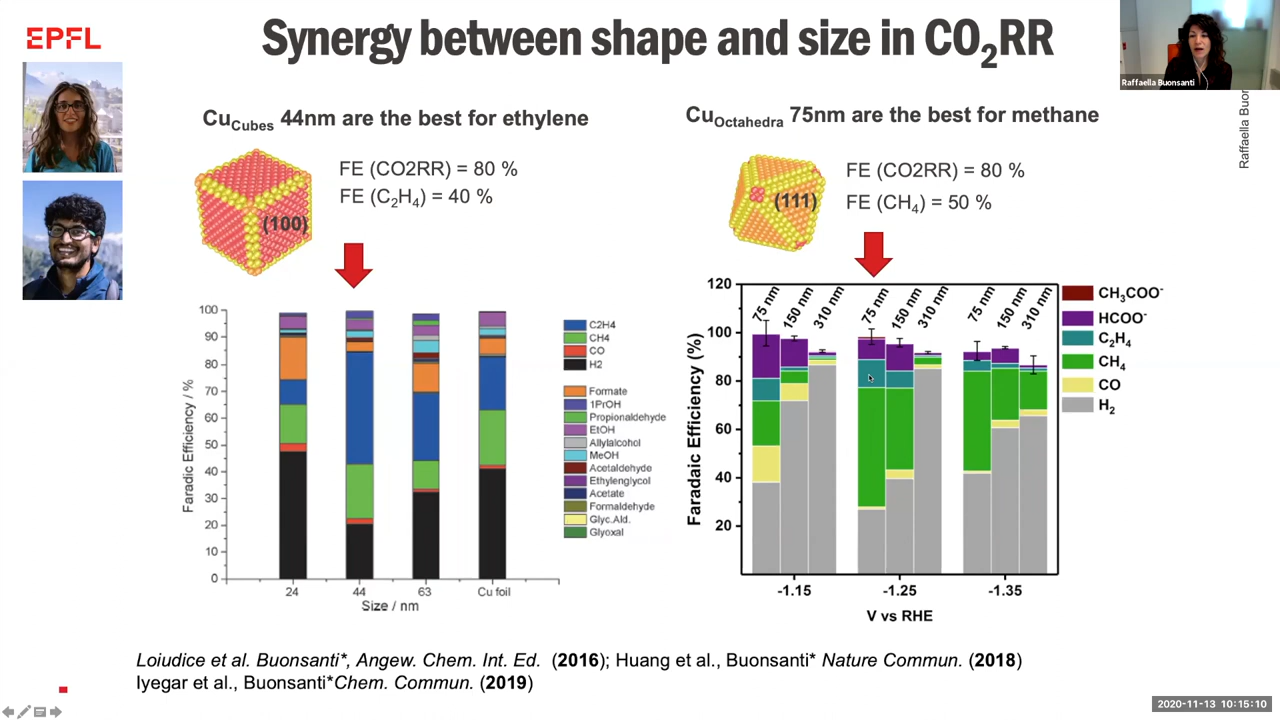 EPFL
Synergy between shape and size in CO₂RR
Raffaella Buonsanti
Raffaella Buon
Cu_Cubes 44nm are the best for ethylene
FE (CO2RR) = 80 %
FE (C₂H₄) = 40 %
(100)
Cu_Octahedra 75nm are the best for methane
FE (CO2RR) = 80 %
FE (CH₄) = 50 %
(111)
Faradic Efficiency / %
100
90
80
70
60
50
40
30
20
10
0
24
44
63
Cu foil
Size / nm
C2H4
CH4
CO
H2
Formate
1PrOH
Propionaldehyde
EtOH
Allylalcohol
MeOH
Acetaldehyde
Ethylenglycol
Acetate
Formaldehyde
Glyc.Ald.
Glyoxal
Faradaic Efficiency (%)
120
100
80
60
40
20
75 nm
150 nm
310 nm
75 nm
150 nm
310 nm
75 nm
150 nm
310 nm
-1.15
-1.25
-1.35
V vs RHE
CH₃COO⁻
HCOO⁻
C₂H₄
CH₄
CO
H₂
Loiudice et al. Buonsanti*, Angew. Chem. Int. Ed. (2016); Huang et al., Buonsanti* Nature Commun. (2018)
Iyegar et al., Buonsanti*Chem. Commun. (2019)
2020-11-13 10:15:10